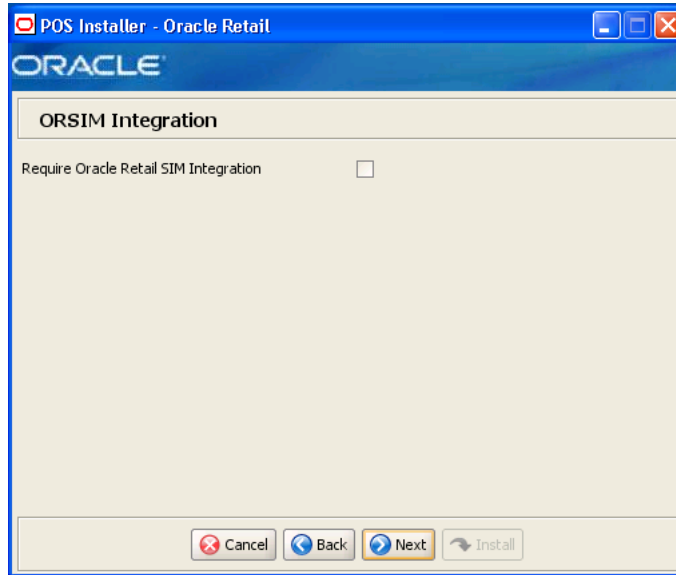 POS Installer - Oracle Retail
ORACLE
ORSIM Integration
Require Oracle Retail SIM Integration
Cancel
Back
Next
Install